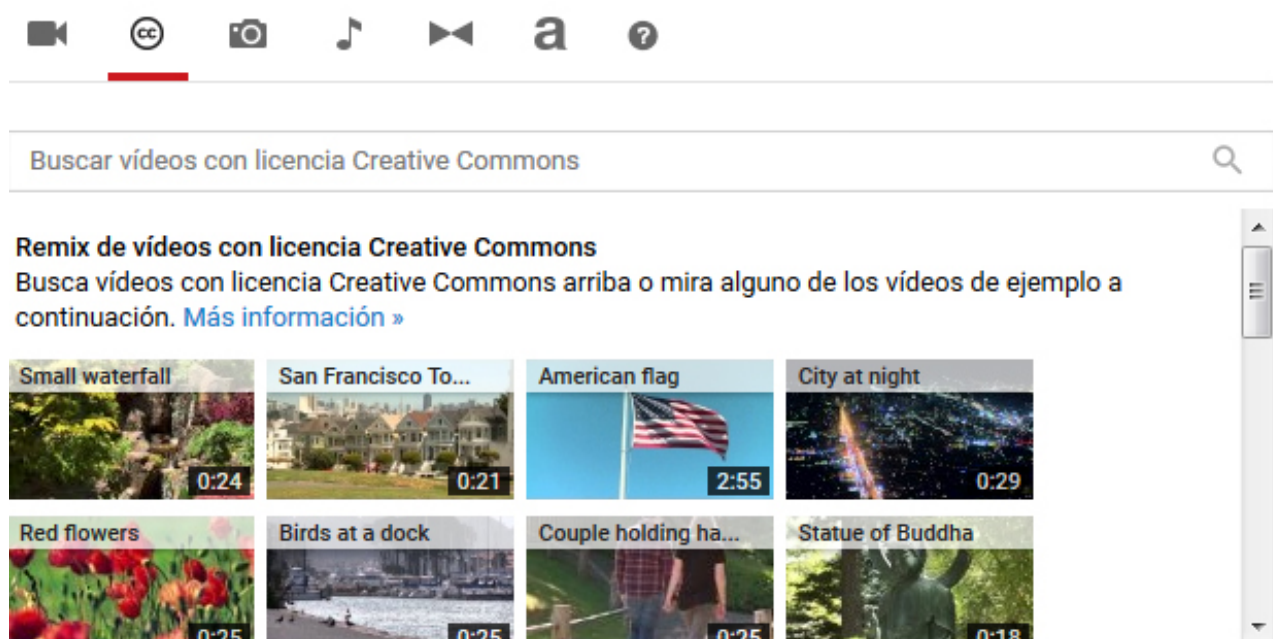 cc
a
?
Buscar vídeos con licencia Creative Commons
Remix de vídeos con licencia Creative Commons
Busca vídeos con licencia Creative Commons arriba o mira alguno de los vídeos de ejemplo a
continuación. Más información »
Small waterfall
San Francisco To...
American flag
City at night
0:24
0:21
2:55
0:29
Red flowers
Birds at a dock
Couple holding ha...
Statue of Buddha
0:25
0:25
0:25
0:18